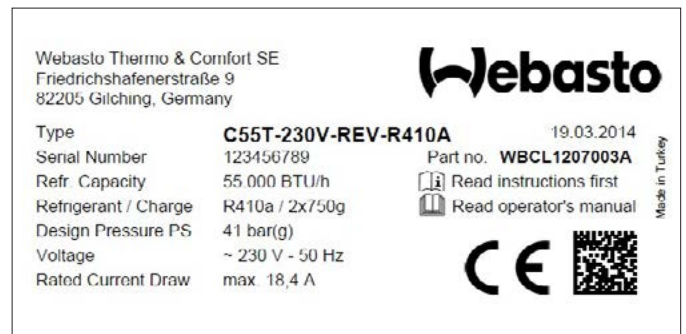 Webasto Thermo & Comfort SE
Friedrichshafenerstraße 9
82205 Gilching, Germany
Webasto
Type C55T-230V-REV-R410A 19.03.2014
Serial Number 123456789 Part no. WBCL1207003A
Refr. Capacity 55.000 BTU/h Read instructions first
Refrigerant / Charge R410a / 2x750g Read operator's manual
Design Pressure PS 41 bar(g)
Voltage ~ 230 V - 50 Hz
Rated Current Draw max. 18,4 A
CE
Made in Turkey